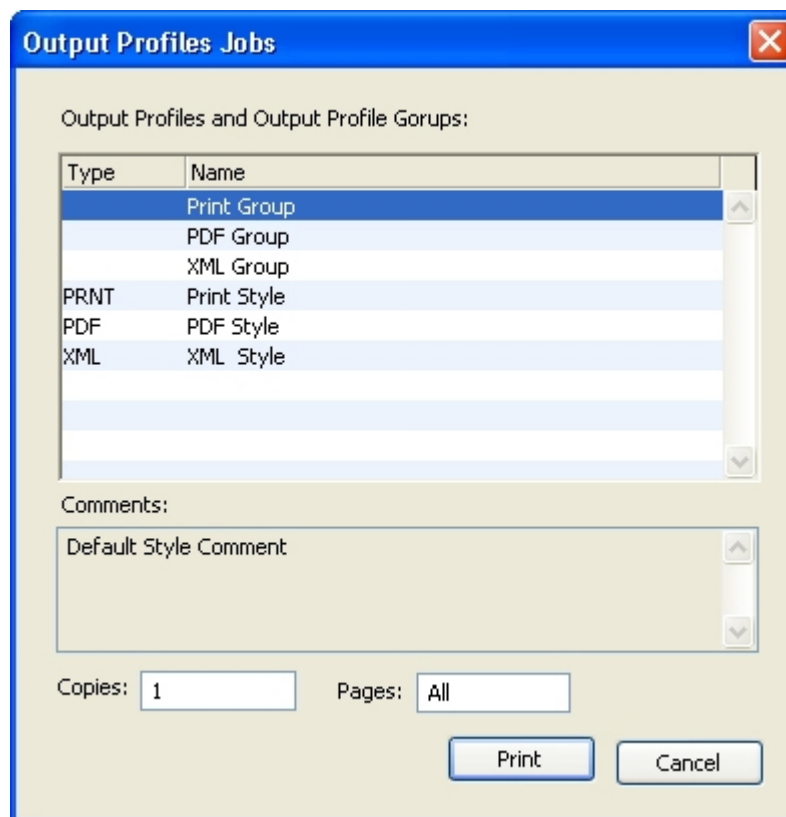 Output Profiles Jobs
Output Profiles and Output Profile Gorups:
Type Name
Print Group
PDF Group
XML Group
PRNT Print Style
PDF PDF Style
XML XML Style
Comments:
Default Style Comment
Copies: 1 Pages: All
Print Cancel